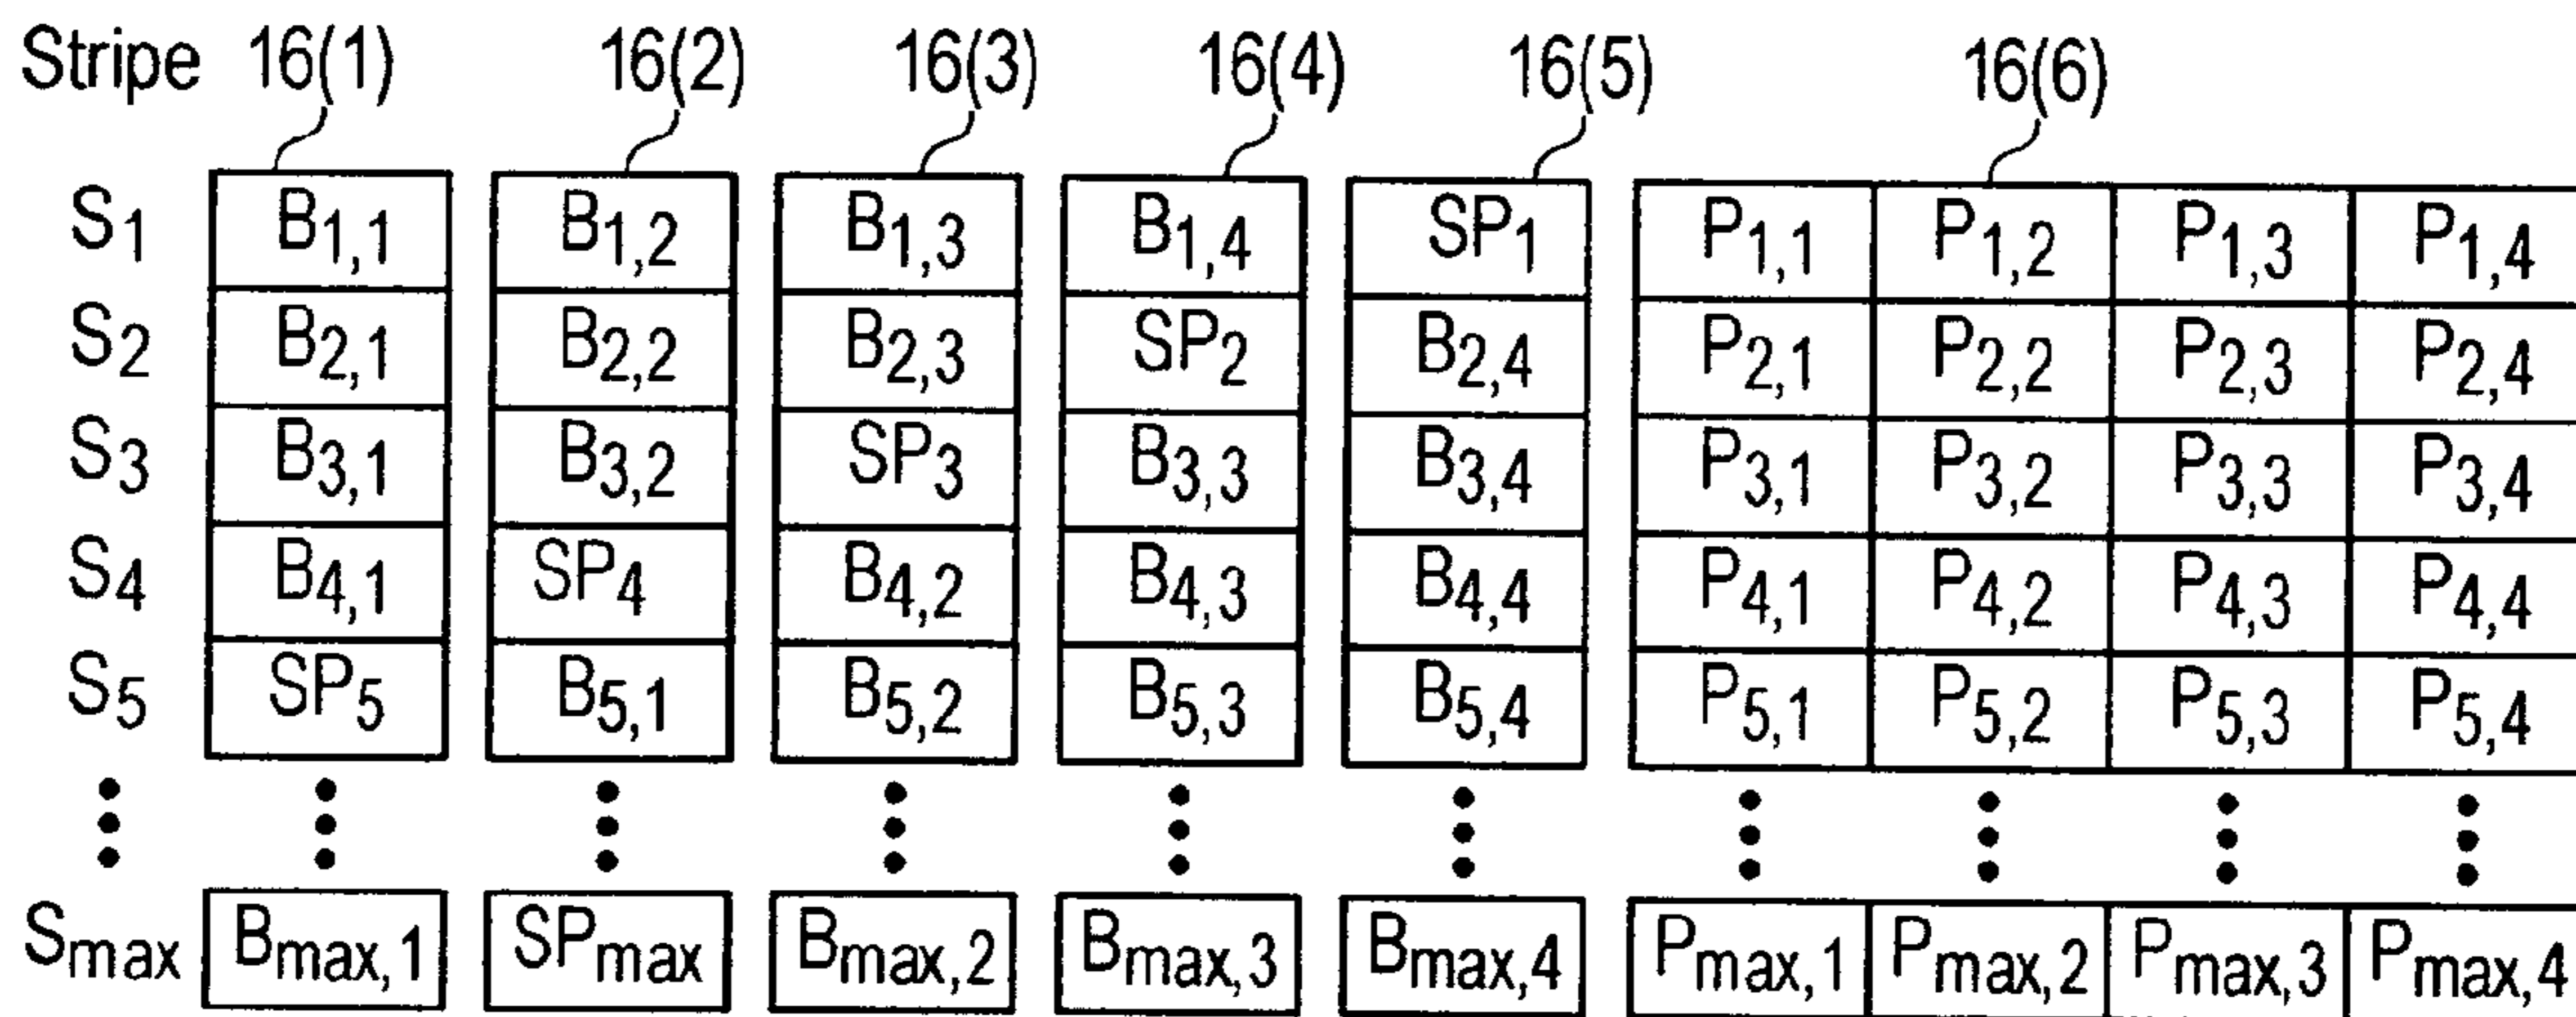 Stripe 16(1) 16(2) 16(3) 16(4) 16(5) 16(6)
S1 B1,1 B1,2 B1,3 B1,4 SP1 P1,1 P1,2 P1,3 P1,4
S2 B2,1 B2,2 B2,3 SP2 B2,4 P2,1 P2,2 P2,3 P2,4
S3 B3,1 B3,2 SP3 B3,3 B3,4 P3,1 P3,2 P3,3 P3,4
S4 B4,1 SP4 B4,2 B4,3 B4,4 P4,1 P4,2 P4,3 P4,4
S5 SP5 B5,1 B5,2 B5,3 B5,4 P5,1 P5,2 P5,3 P5,4
Smax Bmax,1 SPmax Bmax,2 Bmax,3 Bmax,4 Pmax,1 Pmax,2 Pmax,3 Pmax,4